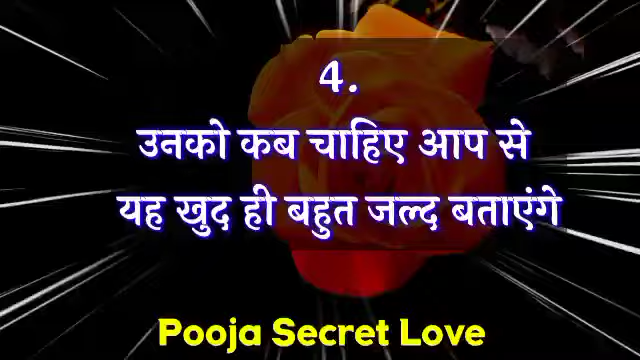 4.
उनको कब चाहिए आप से
यह खुद ही बहुत जल्द बताएंगे
Pooja Secret Love